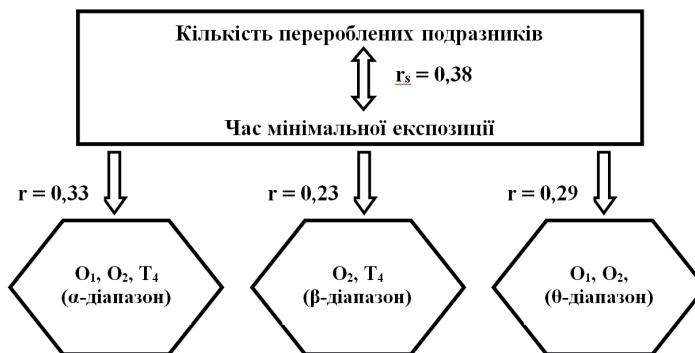 Кількість перероблених подразників
rₛ = 0,38
Час мінімальної експозиції
r = 0,33
r = 0,23
r = 0,29
O₁, O₂, T₄
(α-діапазон)
O₂, T₄
(β-діапазон)
O₁, O₂,
(θ-діапазон)